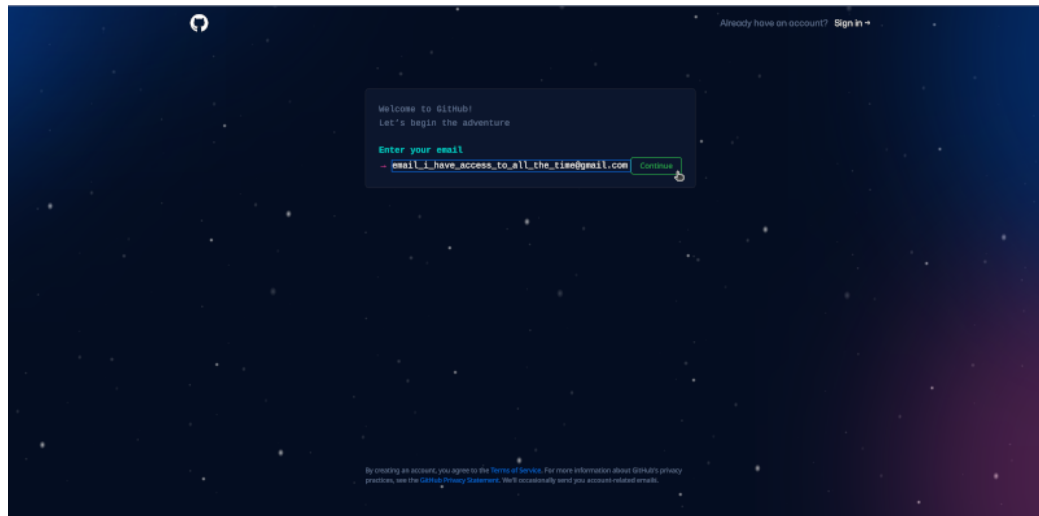 Already have an account? Sign in →
Welcome to GitHub!
Let's begin the adventure
Enter your email
→ email_i_have_access_to_all_the_time@gmail.com Continue
By creating an account, you agree to the Terms of Service. For more information about GitHub's privacy
practices, see the GitHub Privacy Statement. We'll occasionally send you account-related emails.